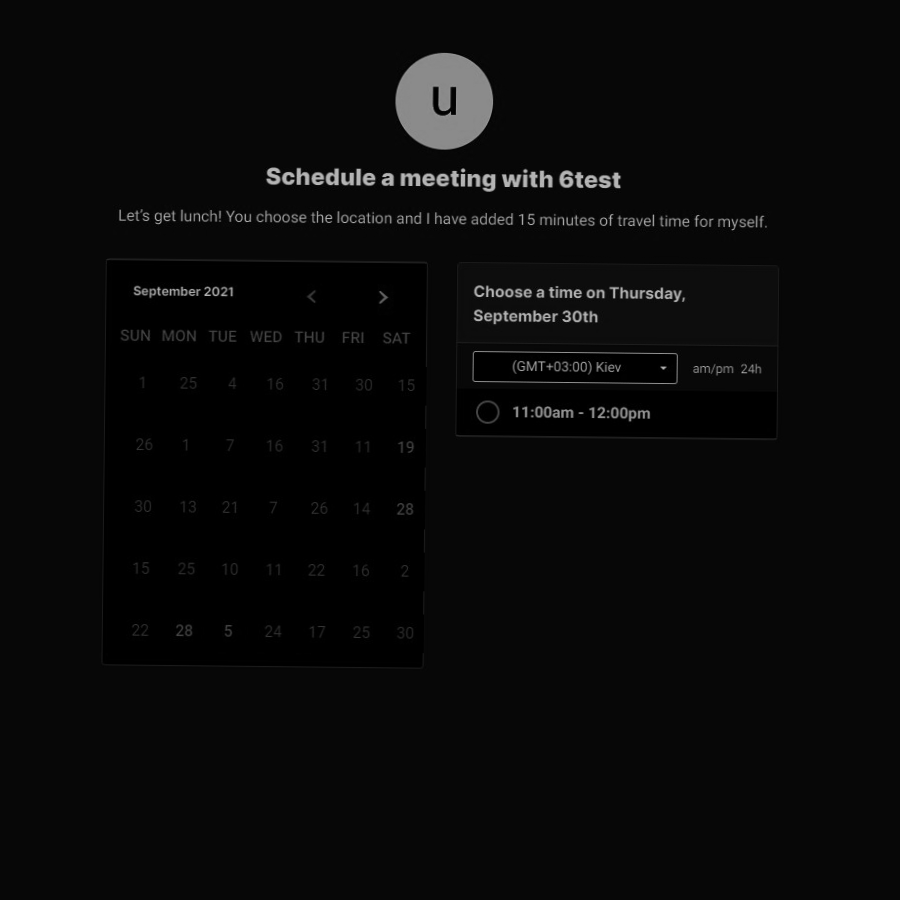 u
Schedule a meeting with 6test
Let's get lunch! You choose the location and I have added 15 minutes of travel time for myself.
September 2021
SUN MON TUE WED THU FRI SAT
1 25 4 16 31 30 15
26 1 7 16 31 11 19
30 13 21 7 26 14 28
15 25 10 11 22 16 2
22 28 5 24 17 25 30
Choose a time on Thursday,
September 30th
(GMT+03:00) Kiev
am/pm 24h
11:00am - 12:00pm